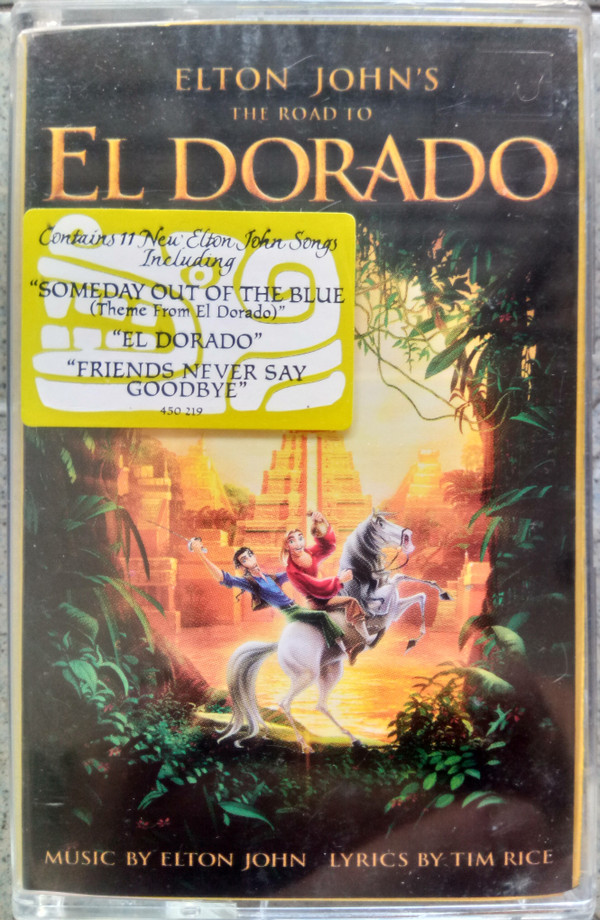 ELTON JOHN'S
THE ROAD TO
EL DORADO
Contains 11 New Elton John Songs
Including
"SOMEDAY OUT OF THE BLUE
(Theme From El Dorado)"
"EL DORADO"
"FRIENDS NEVER SAY
GOODBYE"
450 219
MUSIC BY ELTON JOHN LYRICS BY TIM RICE